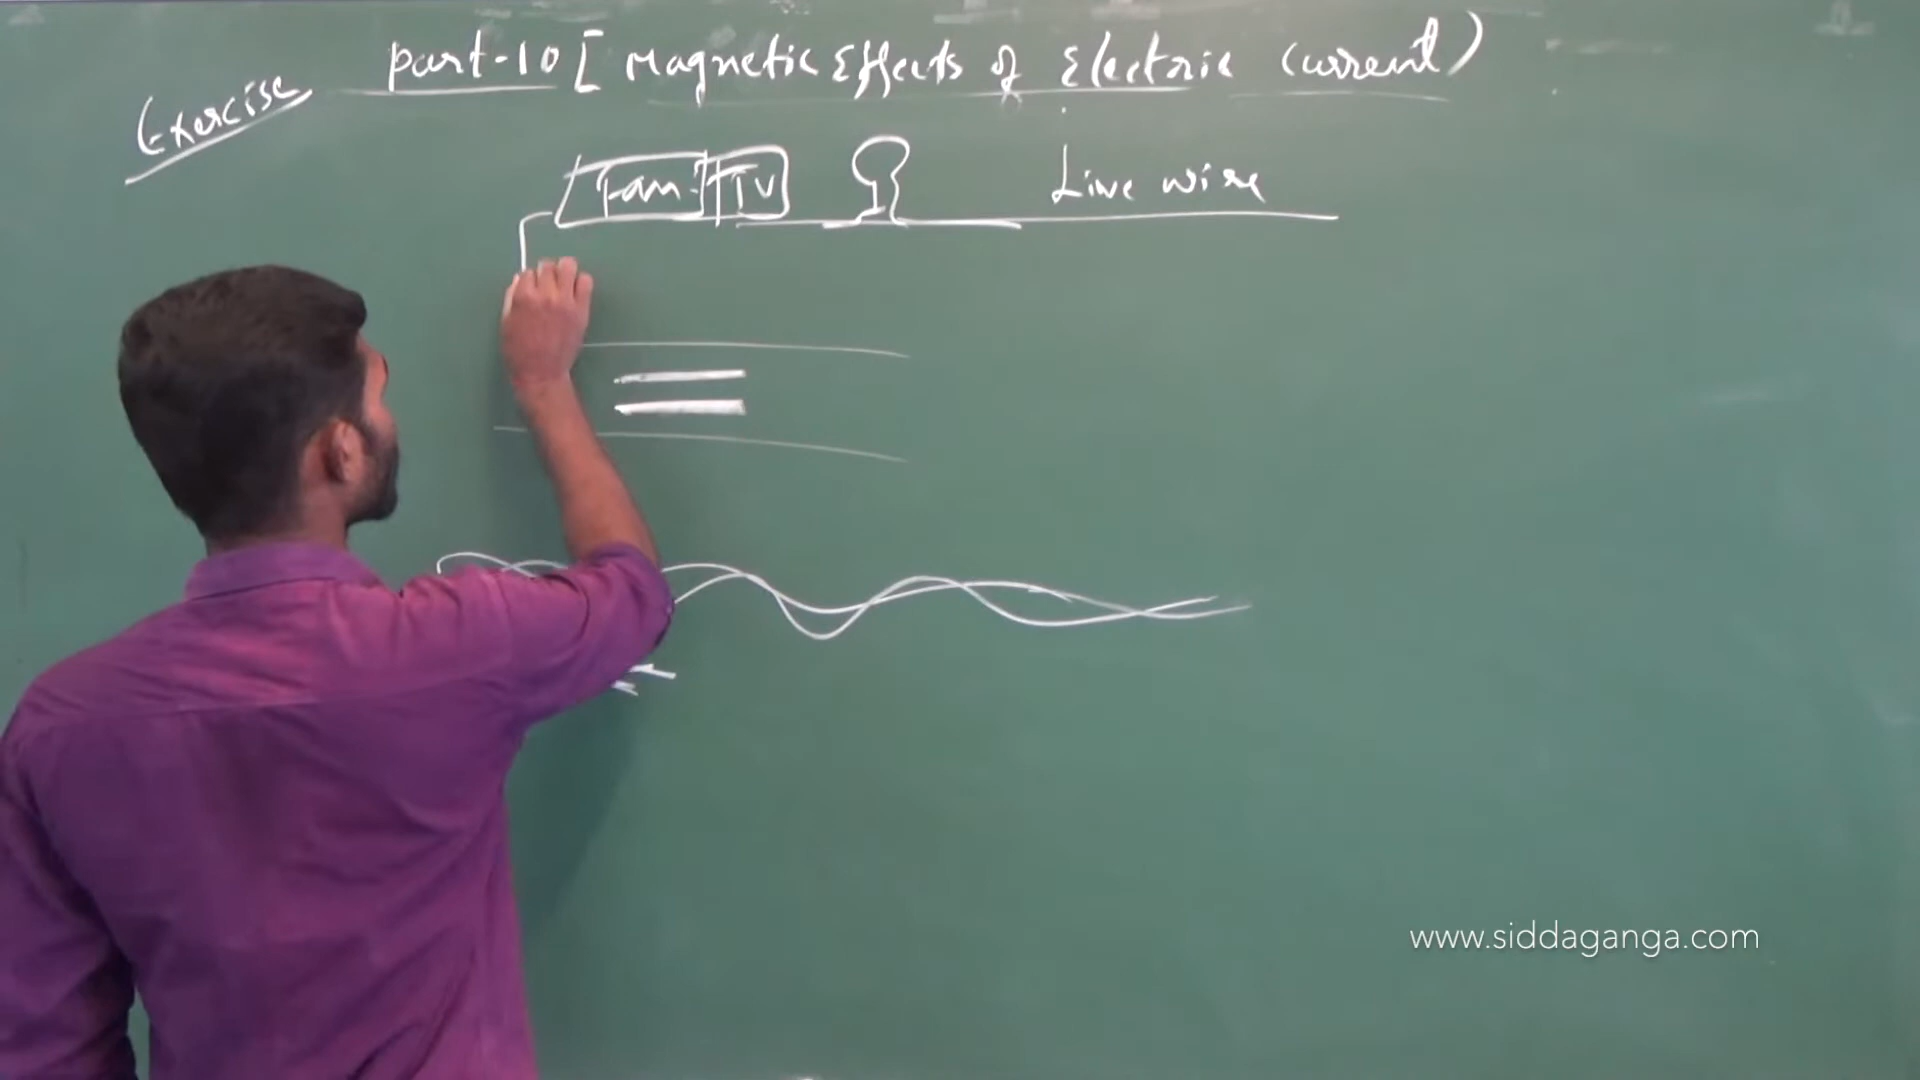 part-10 [ Magnetic Effects of Electric current )
Exercise
Fan TV Live wire
www.siddaganga.com